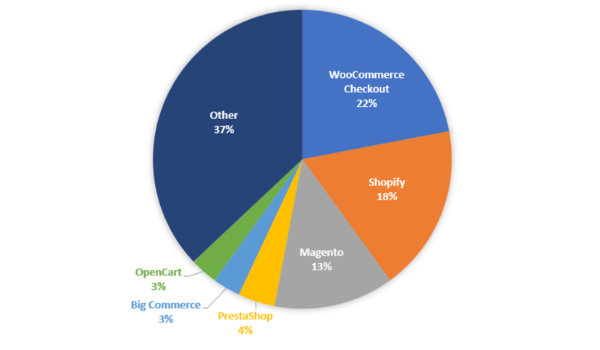 WooCommerce
Checkout
22%
Shopify
18%
Magento
13%
PrestaShop
4%
Big Commerce
3%
OpenCart
3%
Other
37%